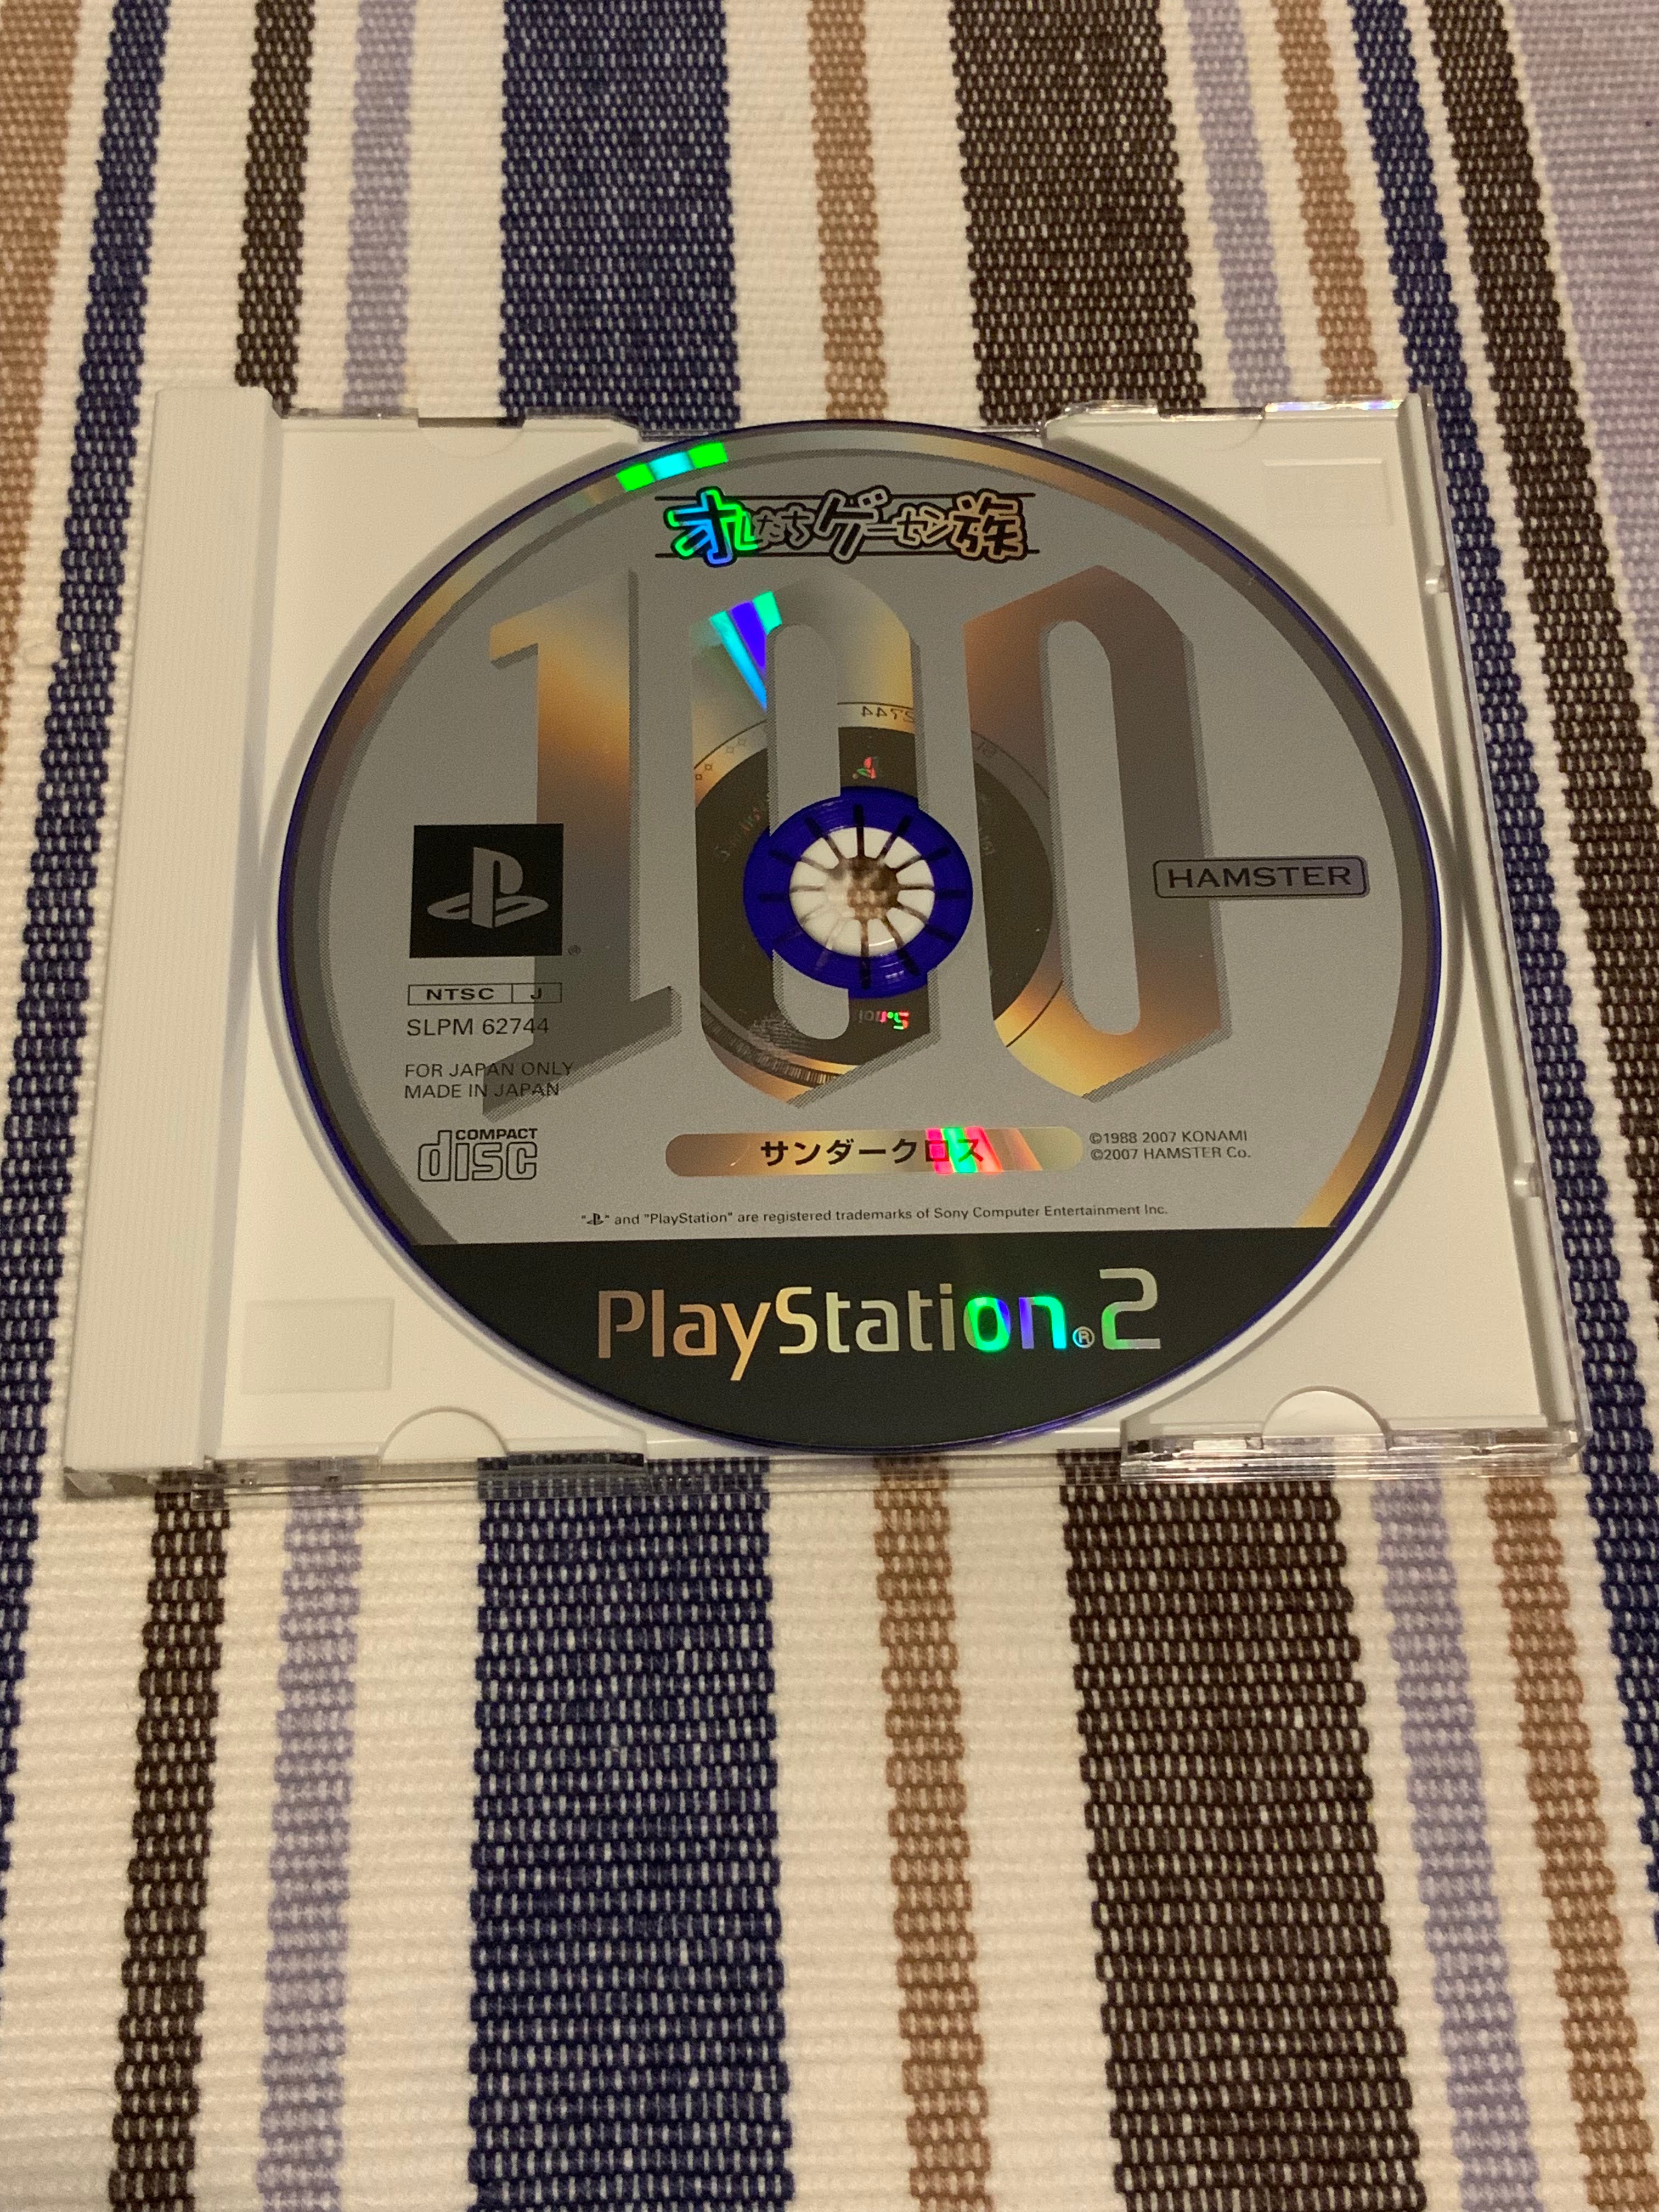 オレたちゲーセン族
100
2744
HAMSTER
NTSC J
SLPM 62744
FOR JAPAN ONLY
MADE IN JAPAN
COMPACT
disc
サンダークロス
©1988 2007 KONAMI
©2007 HAMSTER Co.
" " and "PlayStation" are registered trademarks of Sony Computer Entertainment Inc.
PlayStation®2